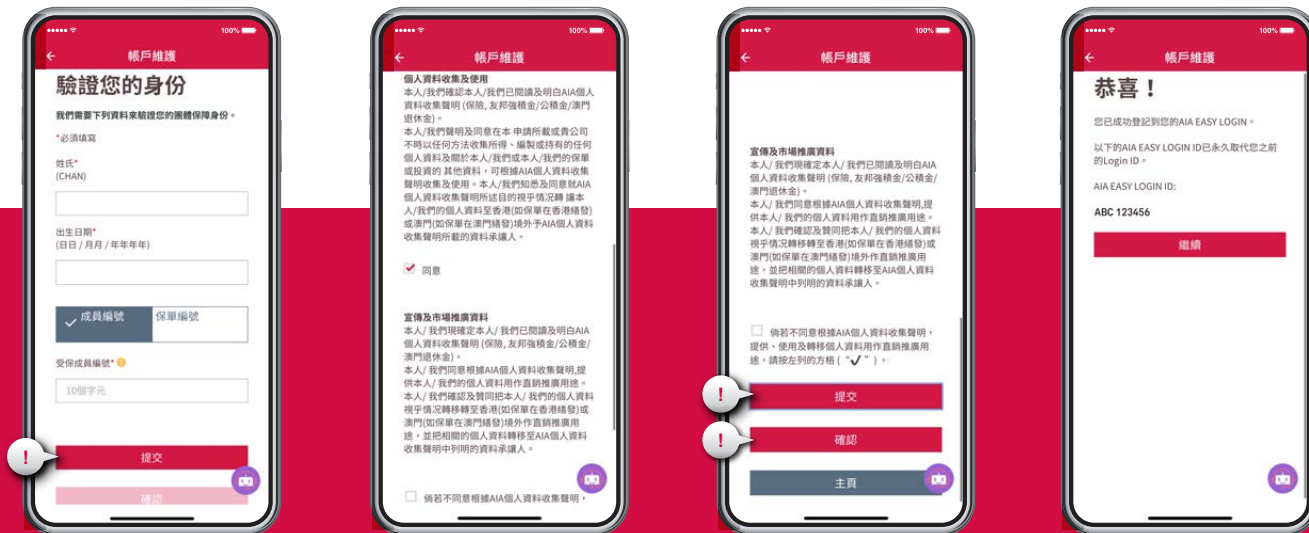 100%
帳戶維護
驗證您的身份
我們需要下列資料來驗證您的團體保障身份。
*必須填寫
姓氏*
(CHAN)
出生日期*
(日日 / 月月 / 年年年年)
成員編號
保單編號
受保成員編號*
10個字元
!
提交
確認
100%
帳戶維護
個人資料收集及使用
本人/我們確認本人/我們已閱讀及明白AIA個人
資料收集聲明 (保險, 友邦強積金/公積金/澳門
退休金)。
本人/我們聲明及同意在本 申請所載或貴公司
不時以任何方法收集所得、編製或持有的任何
個人資料及關於本人/我們或本人/我們的保單
或投資的 其他資料，可根據AIA個人資料收集
聲明收集及使用。本人/我們知悉及同意就AIA
個人資料收集聲明所述目的視乎情況轉 讓本
人/我們的個人資料至香港(如保單在香港繕發)
或澳門(如保單在澳門繕發)境外予AIA個人資料
收集聲明所載的資料承讓人。
同意
宣傳及市場推廣資料
本人/ 我們現確定本人/ 我們已閱讀及明白AIA
個人資料收集聲明 (保險, 友邦強積金/公積金/
澳門退休金)。
本人/ 我們同意根據AIA個人資料收集聲明,提
供本人/ 我們的個人資料用作直銷推廣用途。
本人/ 我們確認及贊同把本人/ 我們的個人資料
視乎情況轉移轉至香港(如保單在香港繕發)或
澳門(如保單在澳門繕發)境外作直銷推廣用
途，並把相關的個人資料轉移至AIA個人資料
收集聲明中列明的資料承讓人。
倘若不同意根據AIA個人資料收集聲明，
100%
帳戶維護
宣傳及市場推廣資料
本人/ 我們現確定本人/ 我們已閱讀及明白AIA
個人資料收集聲明 (保險, 友邦強積金/公積金/
澳門退休金)。
本人/ 我們同意根據AIA個人資料收集聲明,提
供本人/ 我們的個人資料用作直銷推廣用途。
本人/ 我們確認及贊同把本人/ 我們的個人資料
視乎情況轉移轉至香港(如保單在香港繕發)或
澳門(如保單在澳門繕發)境外作直銷推廣用
途，並把相關的個人資料轉移至AIA個人資料
收集聲明中列明的資料承讓人。
倘若不同意根據AIA個人資料收集聲明，
提供、使用及轉移個人資料用作直銷推廣用
途，請按左列的方格 (“✓”) 。
!
提交
!
確認
主頁
100%
帳戶維護
恭喜！
您已成功登記到您的AIA EASY LOGIN。
以下的AIA EASY LOGIN ID已永久取代您之前
的Login ID。
AIA EASY LOGIN ID:
ABC 123456
繼續